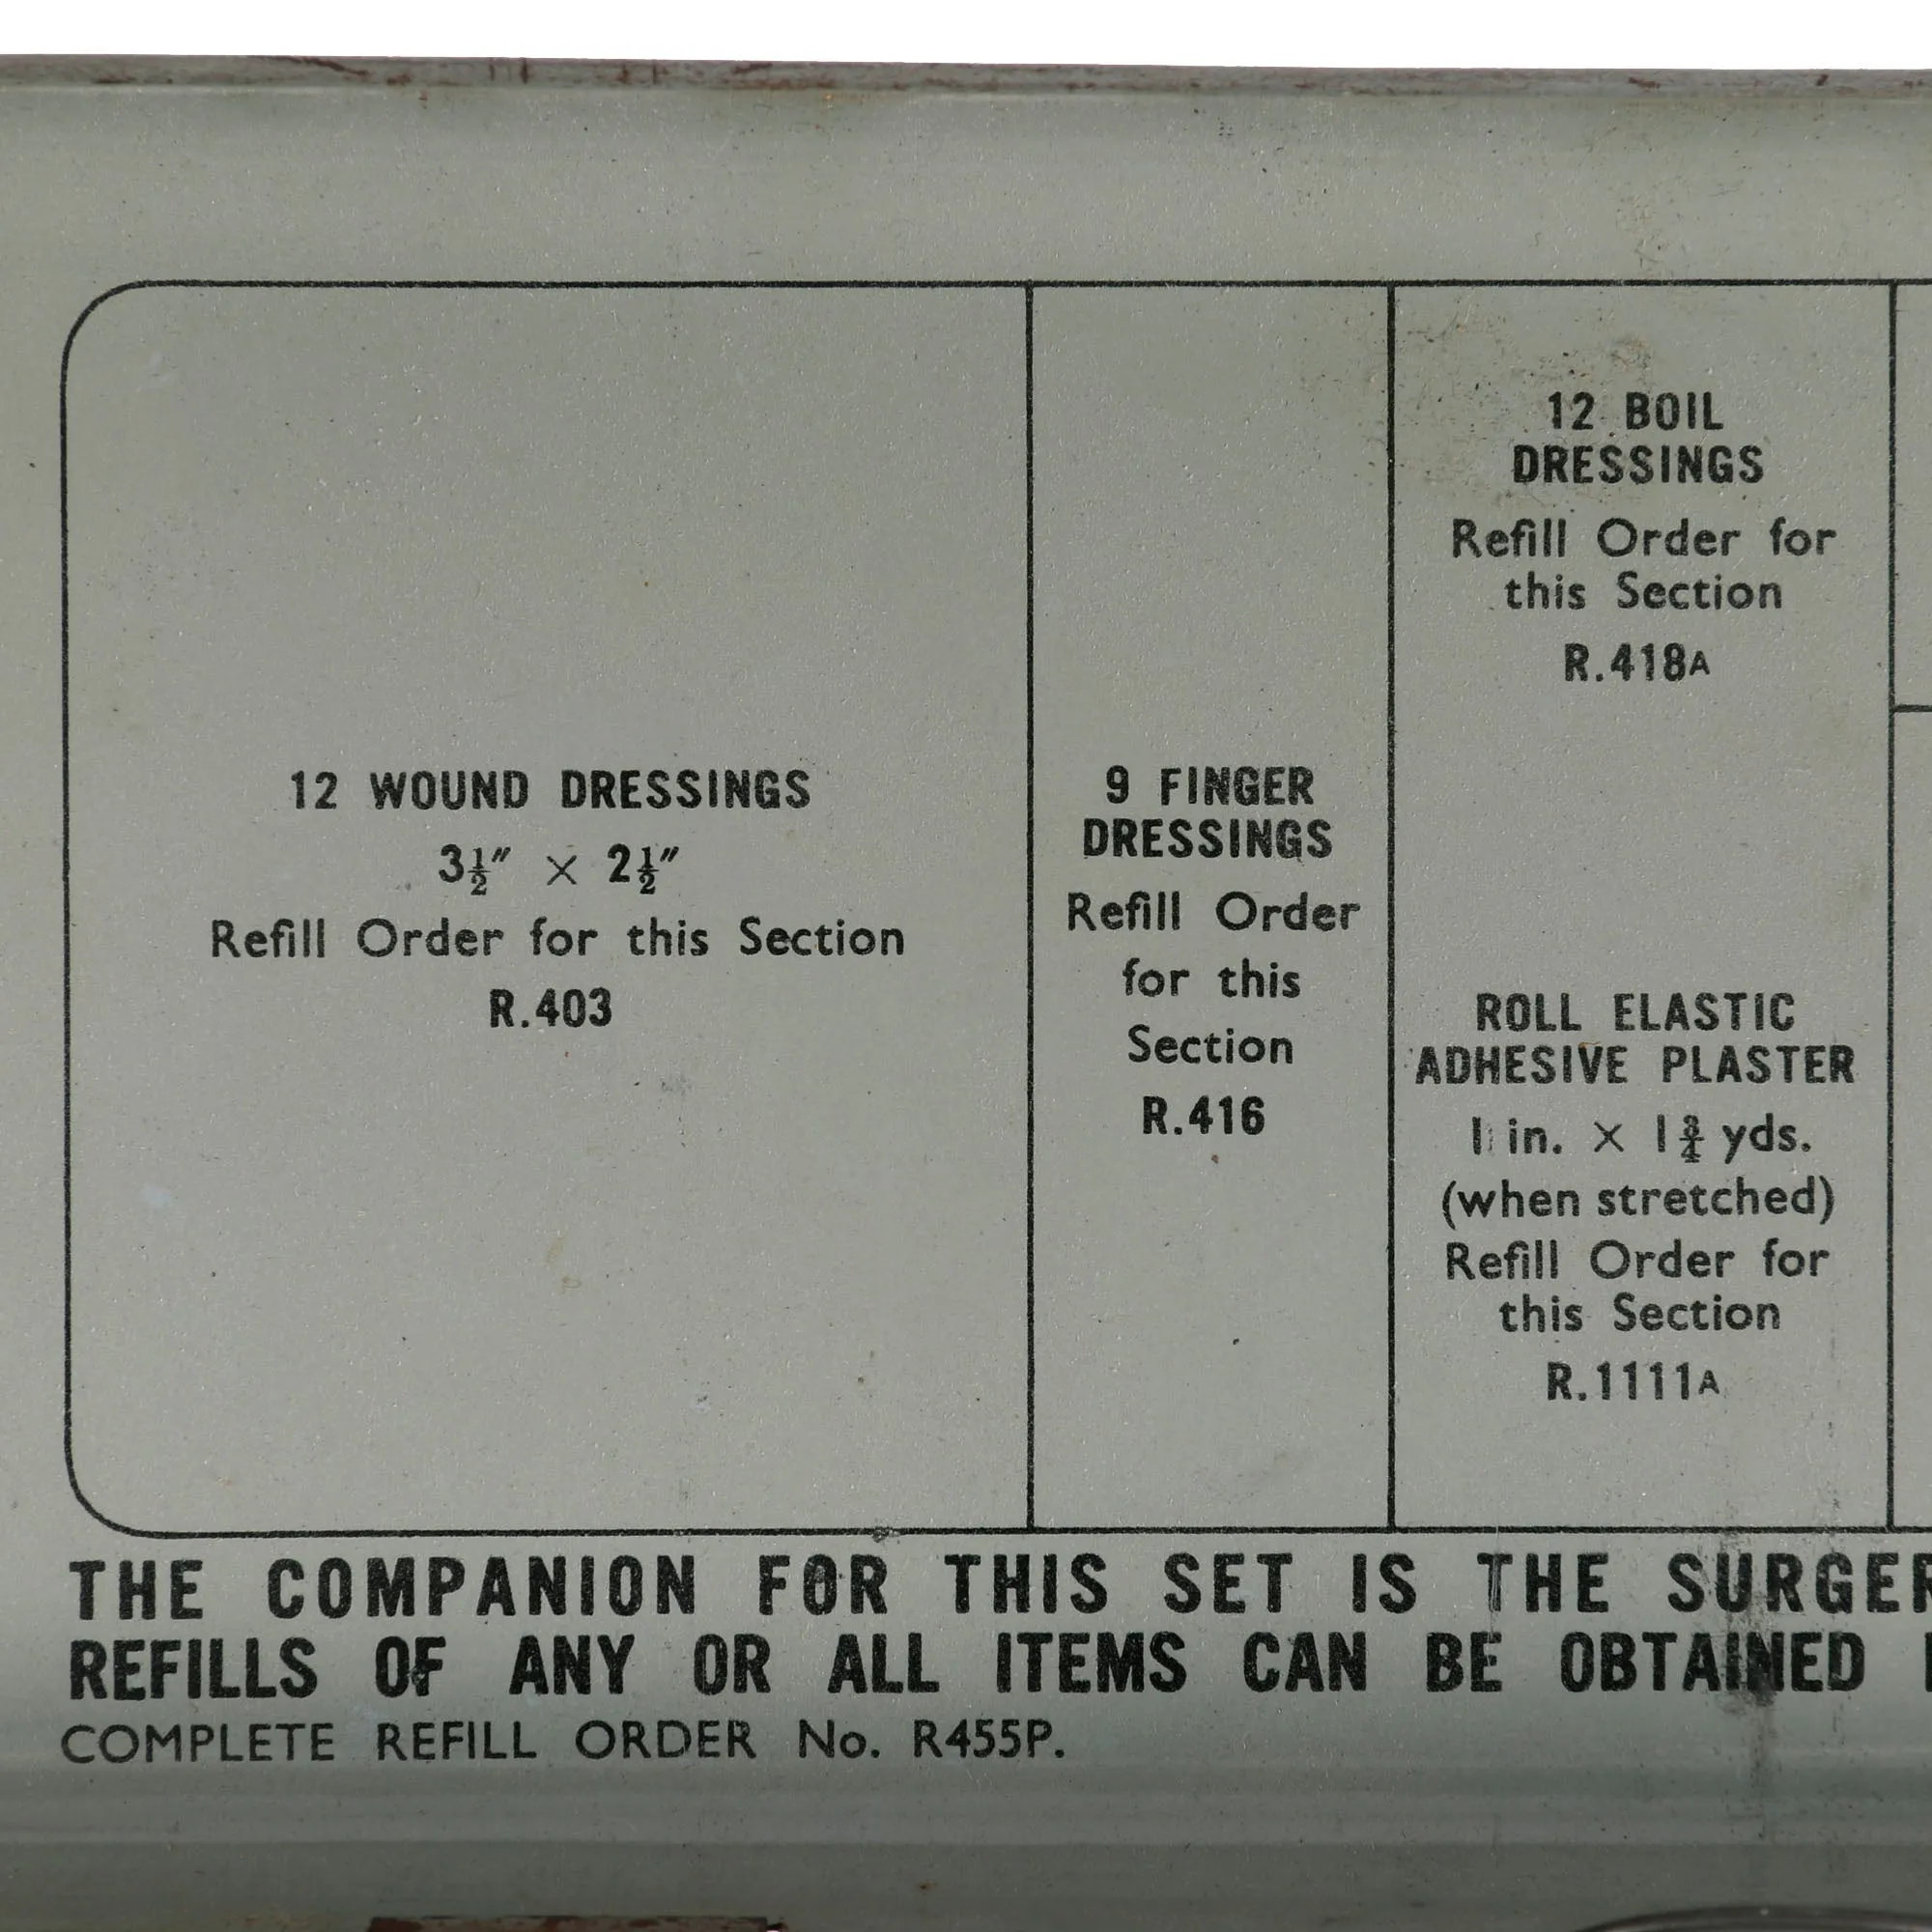 12 WOUND DRESSINGS
3½" × 2½"
Refill Order for this Section
R.403
9 FINGER
DRESSINGS
Refill Order
for this
Section
R.416
12 BOIL
DRESSINGS
Refill Order for
this Section
R.418A
ROLL ELASTIC
ADHESIVE PLASTER
1 in. × 1¾ yds.
(when stretched)
Refill Order for
this Section
R.1111A
THE COMPANION FOR THIS SET IS THE SURGER
REFILLS OF ANY OR ALL ITEMS CAN BE OBTAINED
COMPLETE REFILL ORDER No. R455P.